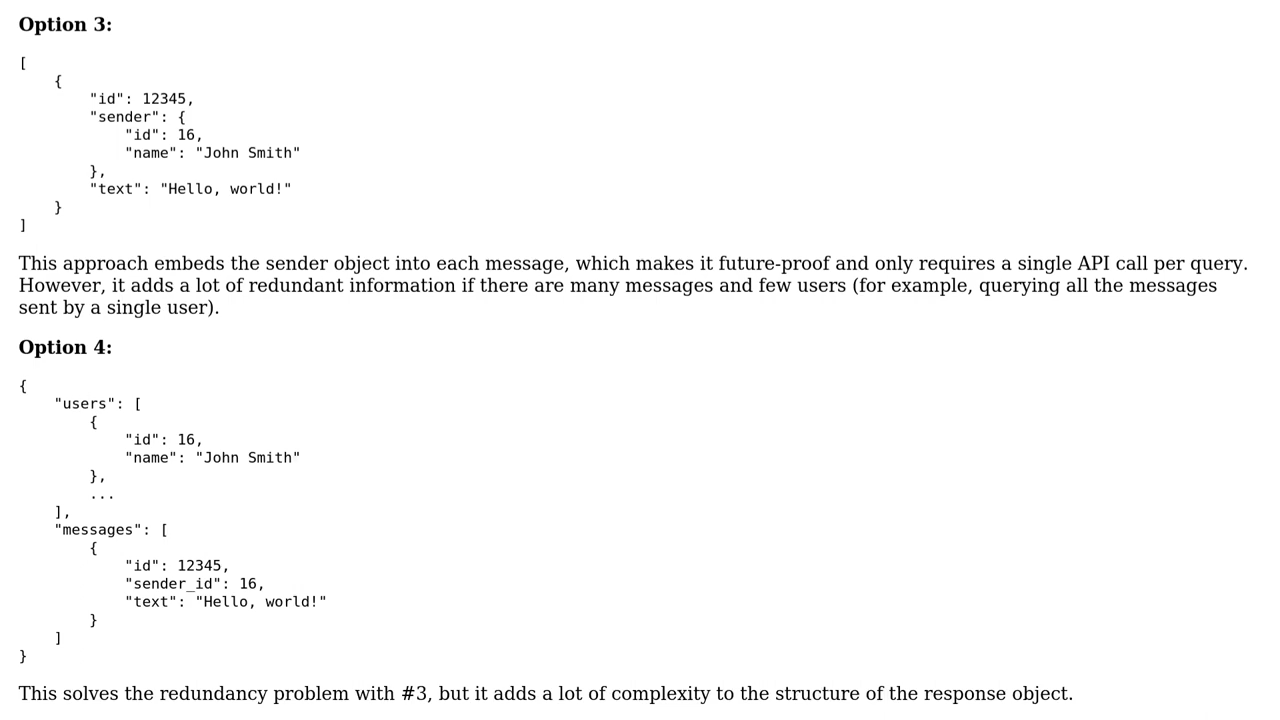 Option 3:
[
    {
        "id": 12345,
        "sender": {
            "id": 16,
            "name": "John Smith"
        },
        "text": "Hello, world!"
    }
]
This approach embeds the sender object into each message, which makes it future-proof and only requires a single API call per query.
However, it adds a lot of redundant information if there are many messages and few users (for example, querying all the messages
sent by a single user).
Option 4:
{
    "users": [
        {
            "id": 16,
            "name": "John Smith"
        },
        ...
    ],
    "messages": [
        {
            "id": 12345,
            "sender_id": 16,
            "text": "Hello, world!"
        }
    ]
}
This solves the redundancy problem with #3, but it adds a lot of complexity to the structure of the response object.